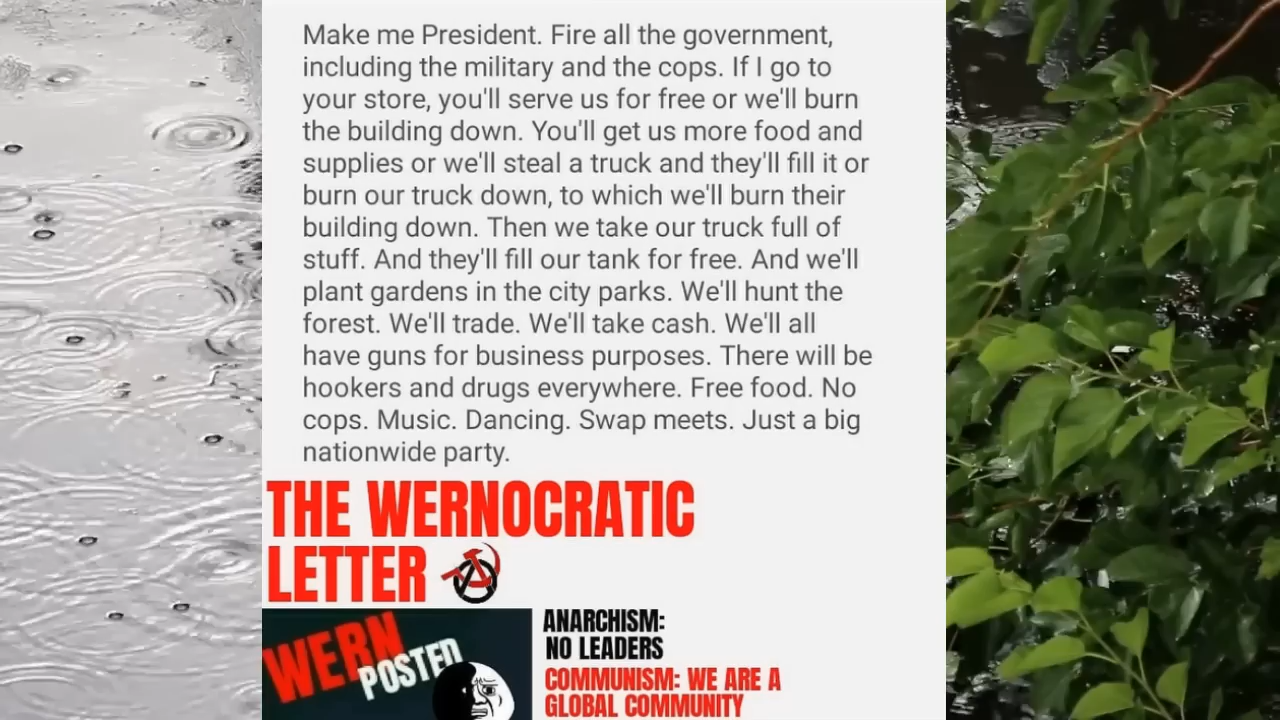 Make me President. Fire all the government,
including the military and the cops. If I go to
your store, you'll serve us for free or we'll burn
the building down. You'll get us more food and
supplies or we'll steal a truck and they'll fill it or
burn our truck down, to which we'll burn their
building down. Then we take our truck full of
stuff. And they'll fill our tank for free. And we'll
plant gardens in the city parks. We'll hunt the
forest. We'll trade. We'll take cash. We'll all
have guns for business purposes. There will be
hookers and drugs everywhere. Free food. No
cops. Music. Dancing. Swap meets. Just a big
nationwide party.
THE WERNOCRATIC
LETTER
WERN
POSTED
ANARCHISM:
NO LEADERS
COMMUNISM: WE ARE A
GLOBAL COMMUNITY